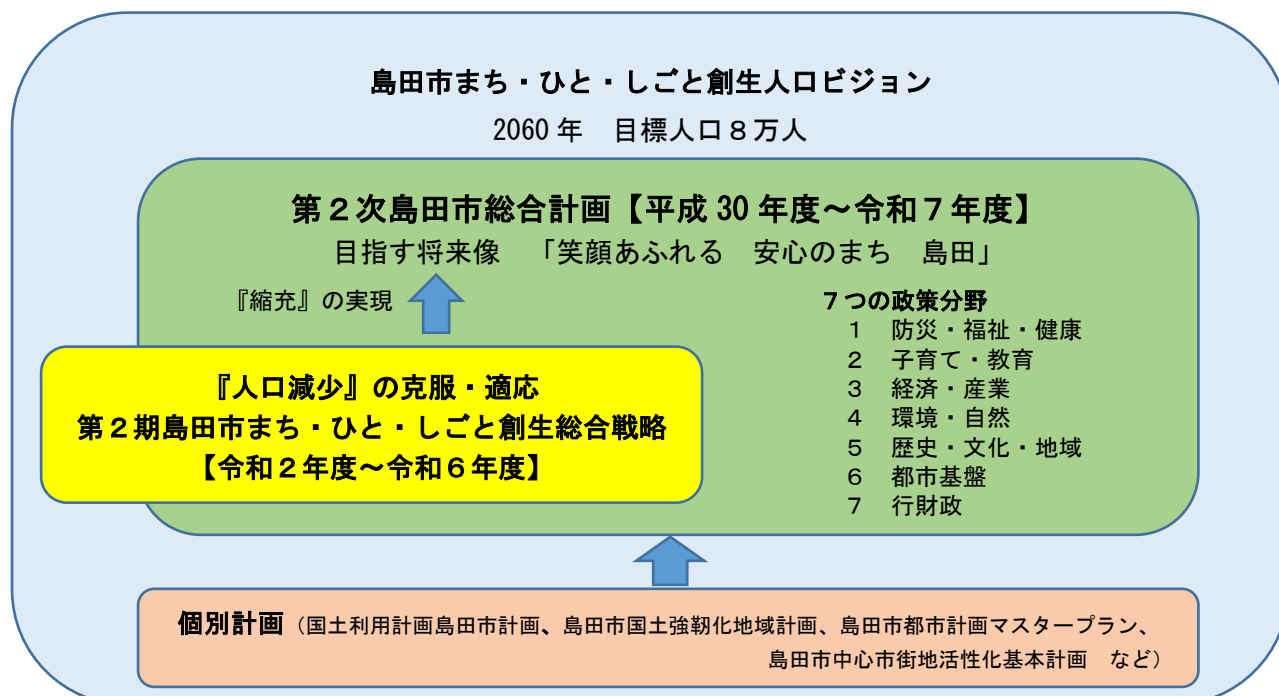 島田市まち・ひと・しごと創生人口ビジョン
2060年　目標人口８万人
第２次島田市総合計画【平成30年度～令和７年度】
目指す将来像　「笑顔あふれる　安心のまち　島田」
『縮充』の実現
『人口減少』の克服・適応
第２期島田市まち・ひと・しごと創生総合戦略
【令和２年度～令和６年度】
７つの政策分野
１　防災・福祉・健康
２　子育て・教育
３　経済・産業
４　環境・自然
５　歴史・文化・地域
６　都市基盤
７　行財政
個別計画（国土利用計画島田市計画、島田市国土強靭化地域計画、島田市都市計画マスタープラン、
島田市中心市街地活性化基本計画　など）